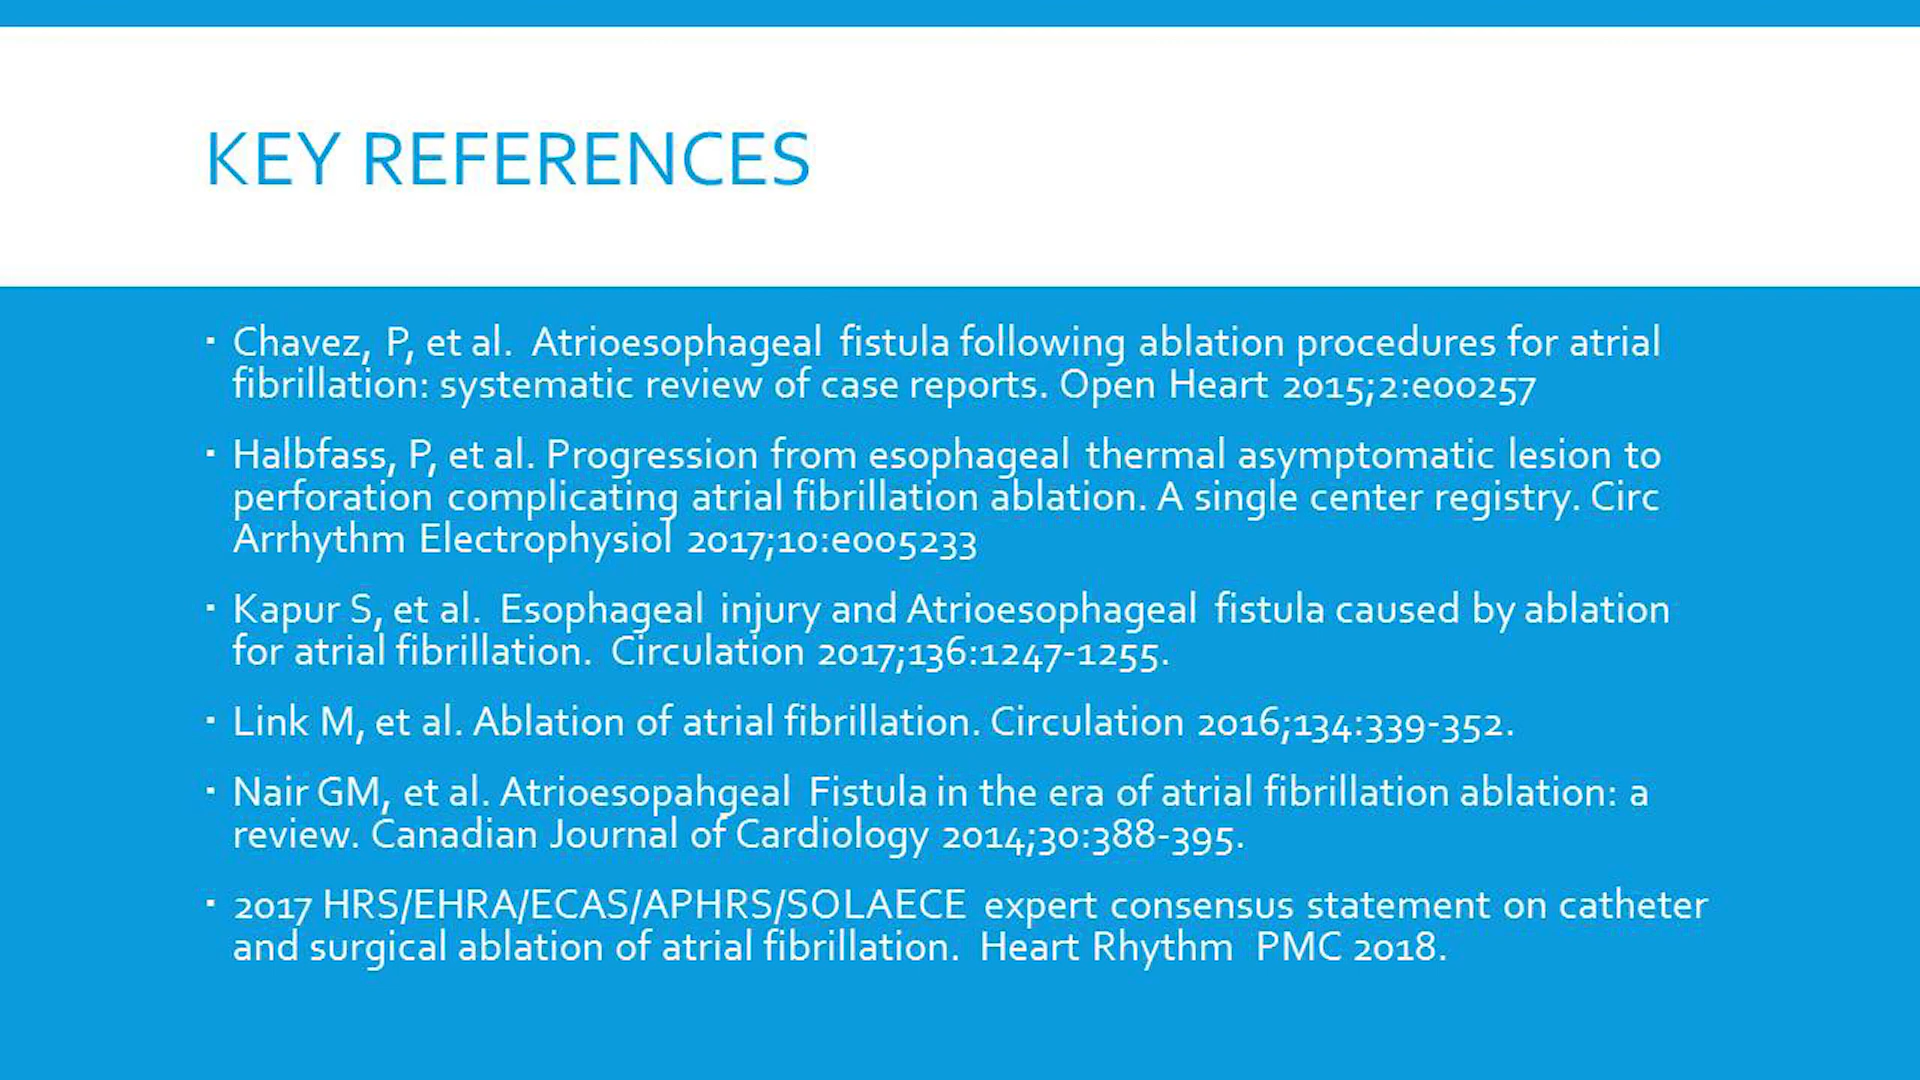 KEY REFERENCES
Chavez, P, et al. Atrioesophageal fistula following ablation procedures for atrial
fibrillation: systematic review of case reports. Open Heart 2015;2:e00257
Halbfass, P, et al. Progression from esophageal thermal asymptomatic lesion to
perforation complicating atrial fibrillation ablation. A single center registry. Circ
Arrhythm Electrophysiol 2017;10:e005233
Kapur S, et al. Esophageal injury and Atrioesophageal fistula caused by ablation
for atrial fibrillation. Circulation 2017;136:1247-1255.
Link M, et al. Ablation of atrial fibrillation. Circulation 2016;134:339-352.
Nair GM, et al. Atrioesopahgeal Fistula in the era of atrial fibrillation ablation: a
review. Canadian Journal of Cardiology 2014;30:388-395.
2017 HRS/EHRA/ECAS/APHRS/SOLAECE expert consensus statement on catheter
and surgical ablation of atrial fibrillation. Heart Rhythm PMC 2018.